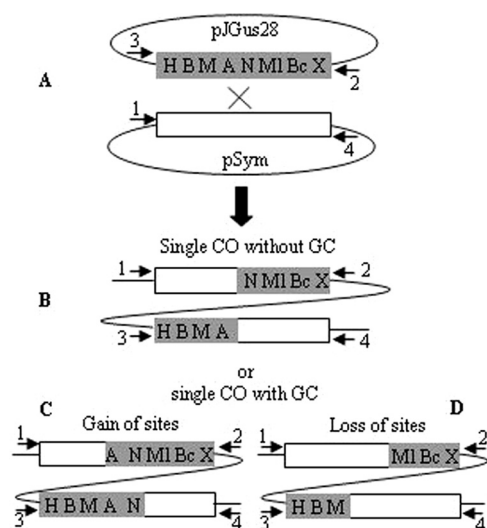 pJGus28
3
H B M A N Ml Bc X
2
A
1
4
pSym
Single CO without GC
1
N Ml Bc X
2
B
H B M A
3
4
or
single CO with GC
C
Gain of sites
D
Loss of sites
1
A N Ml Bc X
2
1
Ml Bc X
2
H B M A N
3
4
H B M
3
4